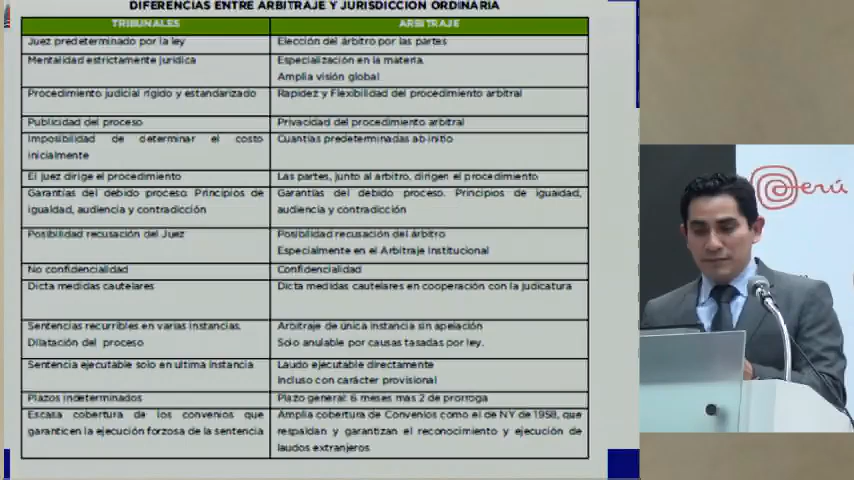 DIFERENCIAS ENTRE ARBITRAJE Y JURISDICCION ORDINARIA
TRIBUNALES
ARBITRAJE
Juez predeterminado por la ley
Elección del árbitro por las partes
Mentalidad estrictamente jurídica
Especialización en la materia.
Amplia visión global
Procedimiento judicial rígido y estandarizado
Rapidez y Flexibilidad del procedimiento arbitral
Publicidad del proceso
Privacidad del procedimiento arbitral
Imposibilidad de determinar el costo
inicialmente
Cuantías predeterminadas ab-initio
El juez dirige el procedimiento
Las partes, junto al arbitro, dirigen el procedimiento
Garantías del debido proceso. Principios de
igualdad, audiencia y contradicción
Garantías del debido proceso. Principios de igualdad,
audiencia y contradicción
Posibilidad recusación del Juez
Posibilidad recusación del árbitro
Especialmente en el Arbitraje Institucional
No confidencialidad
Confidencialidad
Dicta medidas cautelares
Dicta medidas cautelares en cooperación con la judicatura
Sentencias recurribles en varias instancias.
Dilatación del proceso
Arbitraje de única instancia sin apelación
Solo anulable por causas tasadas por ley.
Sentencia ejecutable solo en ultima instancia
Laudo ejecutable directamente
Incluso con carácter provisional
Plazos indeterminados
Plazo general: 6 meses mas 2 de prorroga
Escasa cobertura de los convenios que
garanticen la ejecución forzosa de la sentencia
Amplia cobertura de Convenios como el de NY de 1958, que
respaldan y garantizan el reconocimiento y ejecución de
laudos extranjeros
Perú